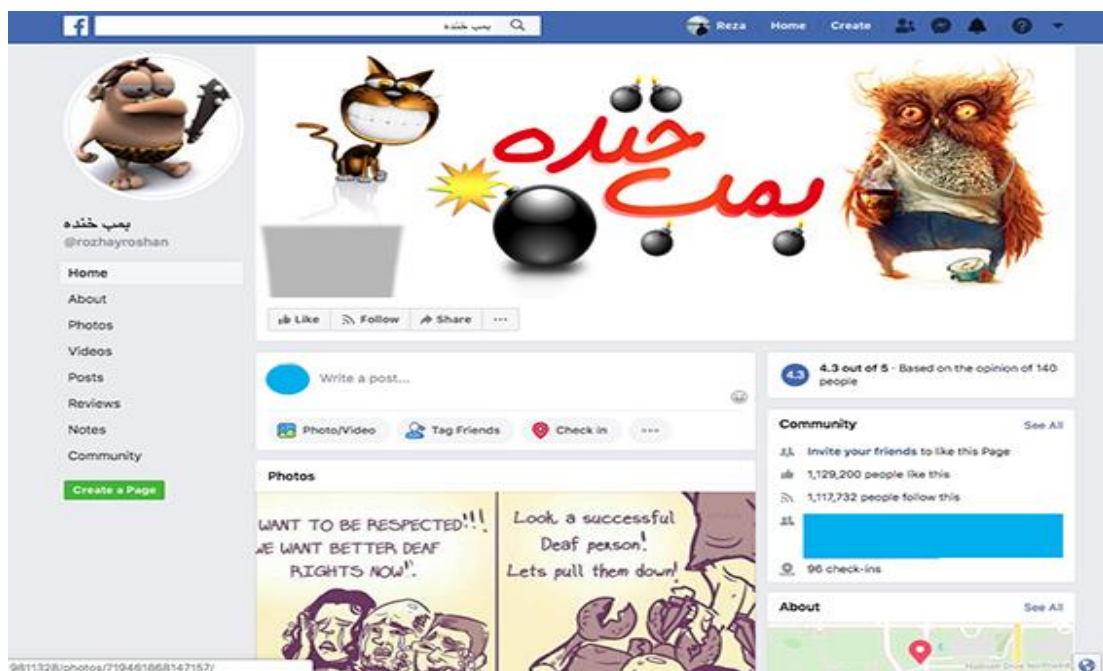 بمب خنده
Reza Home Create
بمب خنده
بمب خنده
@rozhayroshan
Home
About
Photos
Videos
Posts
Reviews
Notes
Community
Create a Page
Like Follow Share ...
Write a post...
Photo/Video Tag Friends Check in ...
Photos
WANT TO BE RESPECTED!!!
WE WANT BETTER DEAF
RIGHTS NOW!!
Look, a successful
Deaf person!
Lets pull them down!
4.3
4.3 out of 5 · Based on the opinion of 140
people
Community See All
Invite your friends to like this Page
1,129,200 people like this
1,117,732 people follow this
96 check-ins
About See All
9811328/photos/719461668147157/